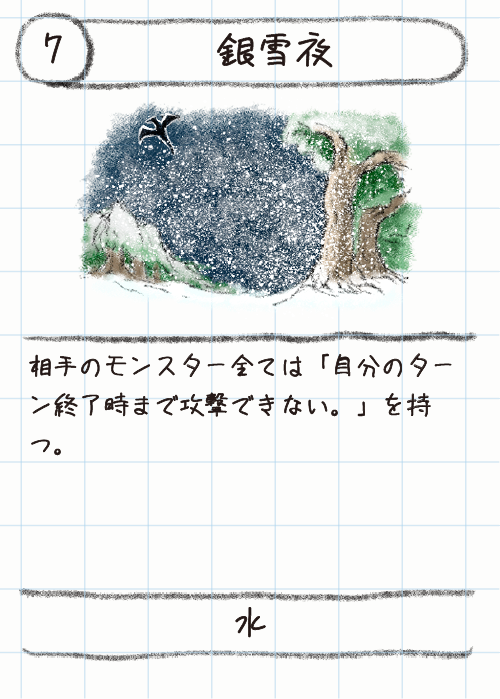 7
銀雪夜
相手のモンスター全ては「自分のター
ン終了時まで攻撃できない。」を持
つ。
水